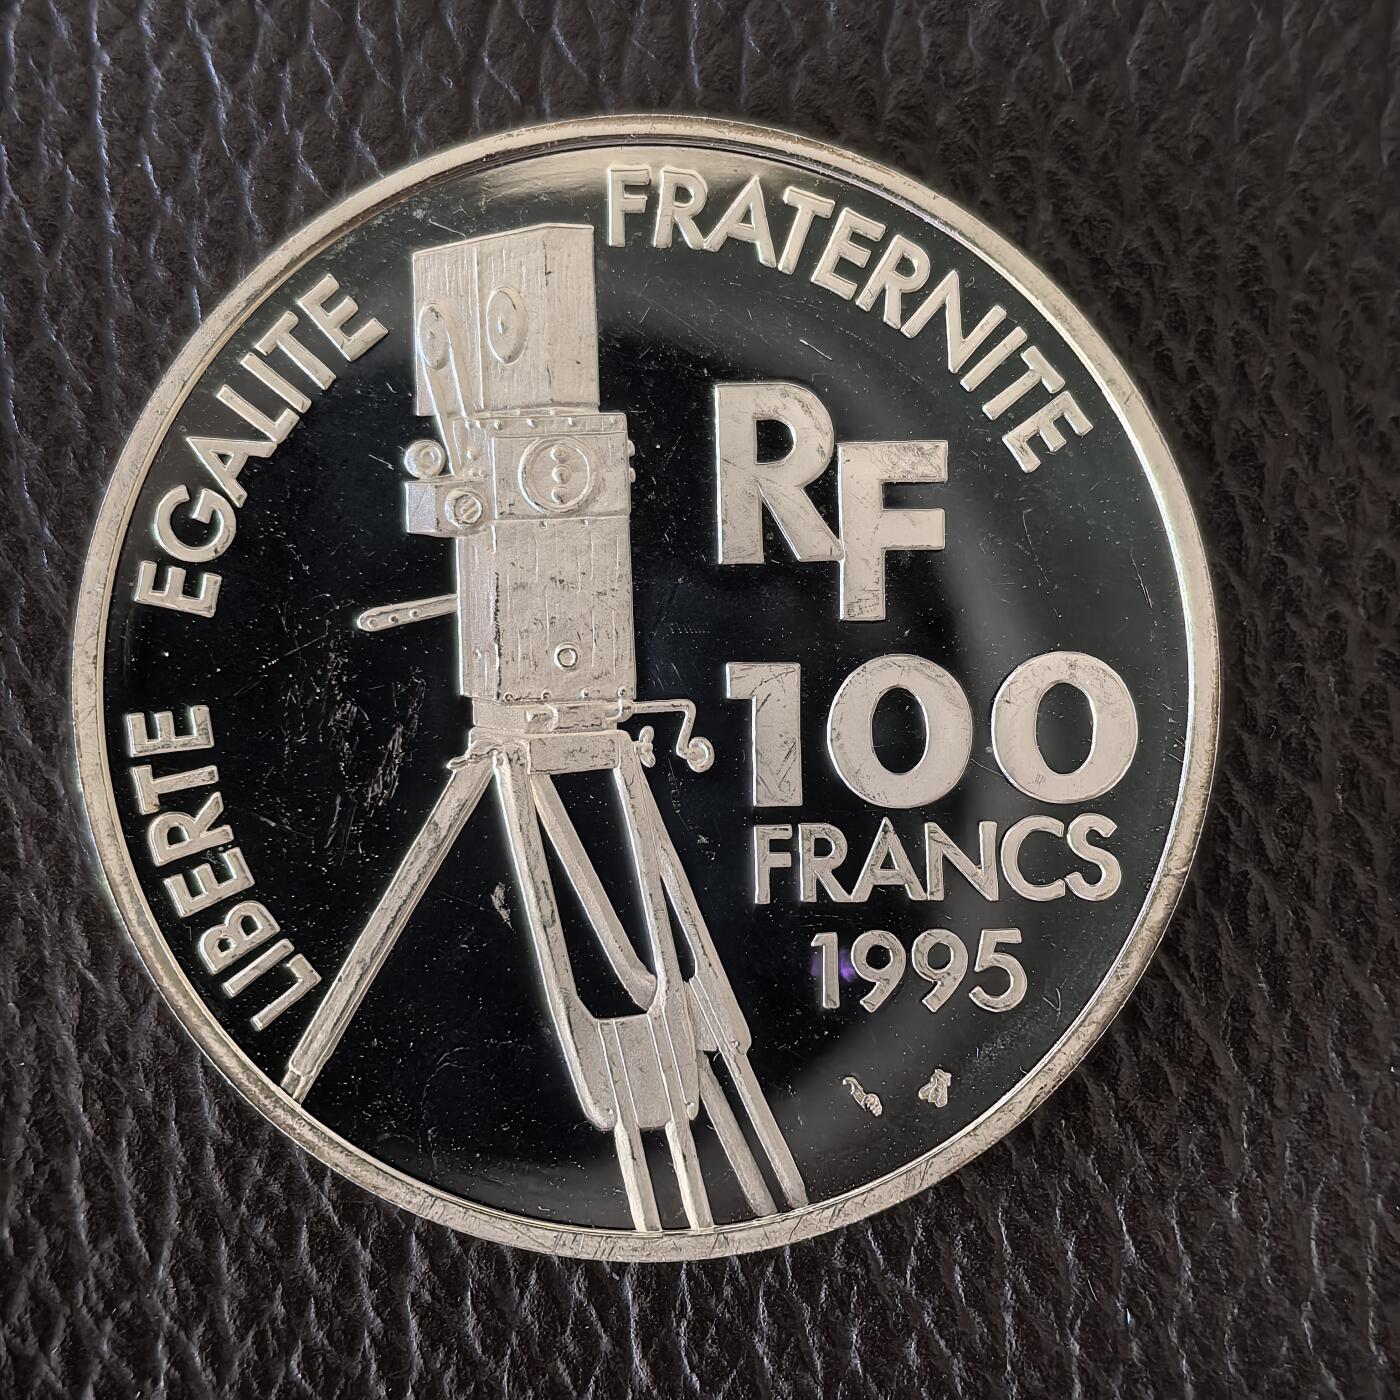 LIBERTE EGALITE FRATERNITE
RF
100
FRANCS
1995